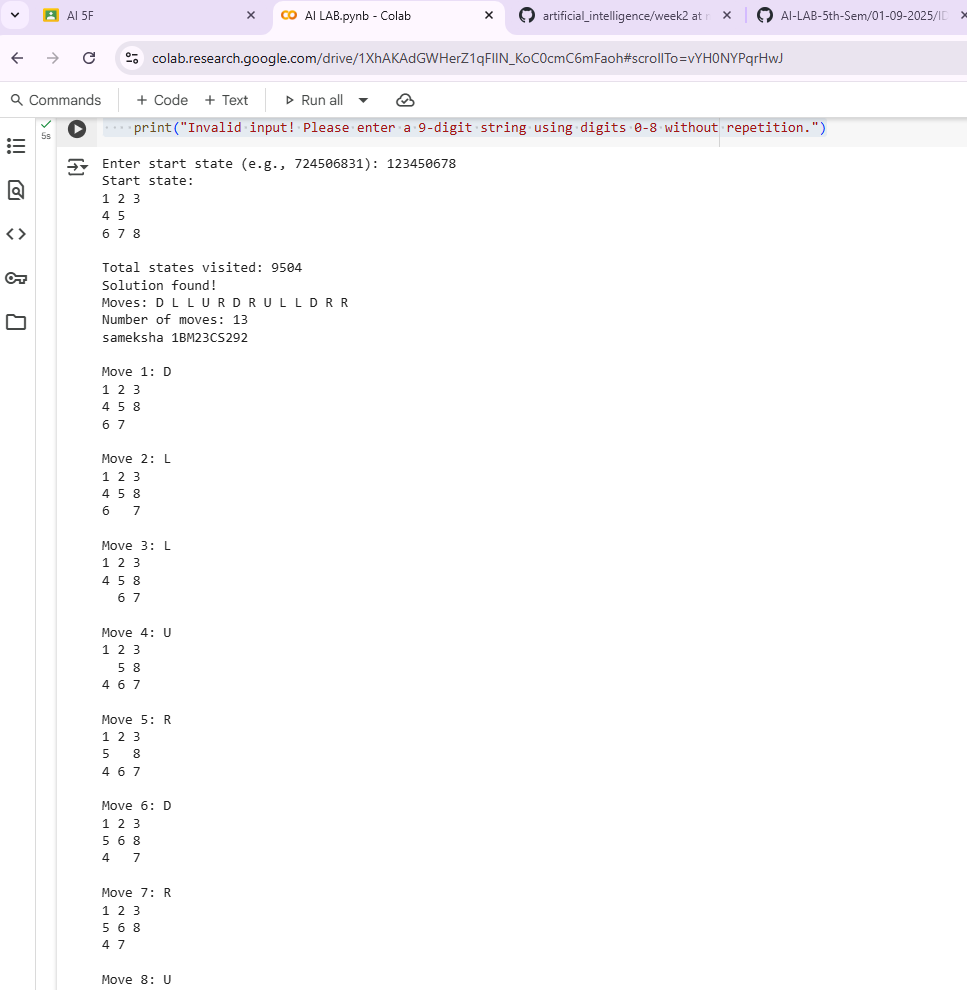 AI 5F
AI LAB.pynb - Colab
artificial_intelligence/week2 at
AI-LAB-5th-Sem/01-09-2025/
colab.research.google.com/drive/1XhAKAdGWHerZ1qFIIN_KoC0cmC6mFaoh#scrollTo=vYH0NYPqrHwJ
Commands + Code + Text Run all
5s
print("Invalid input! Please enter a 9-digit string using digits 0-8 without repetition.")
Enter start state (e.g., 724506831): 123450678
Start state:
1 2 3
4 5
6 7 8
Total states visited: 9504
Solution found!
Moves: D L L U R D R U L L D R R
Number of moves: 13
sameksha 1BM23CS292
Move 1: D
1 2 3
4 5 8
6 7
Move 2: L
1 2 3
4 5 8
6   7
Move 3: L
1 2 3
4 5 8
  6 7
Move 4: U
1 2 3
  5 8
4 6 7
Move 5: R
1 2 3
5   8
4 6 7
Move 6: D
1 2 3
5 6 8
4   7
Move 7: R
1 2 3
5 6 8
4 7
Move 8: U